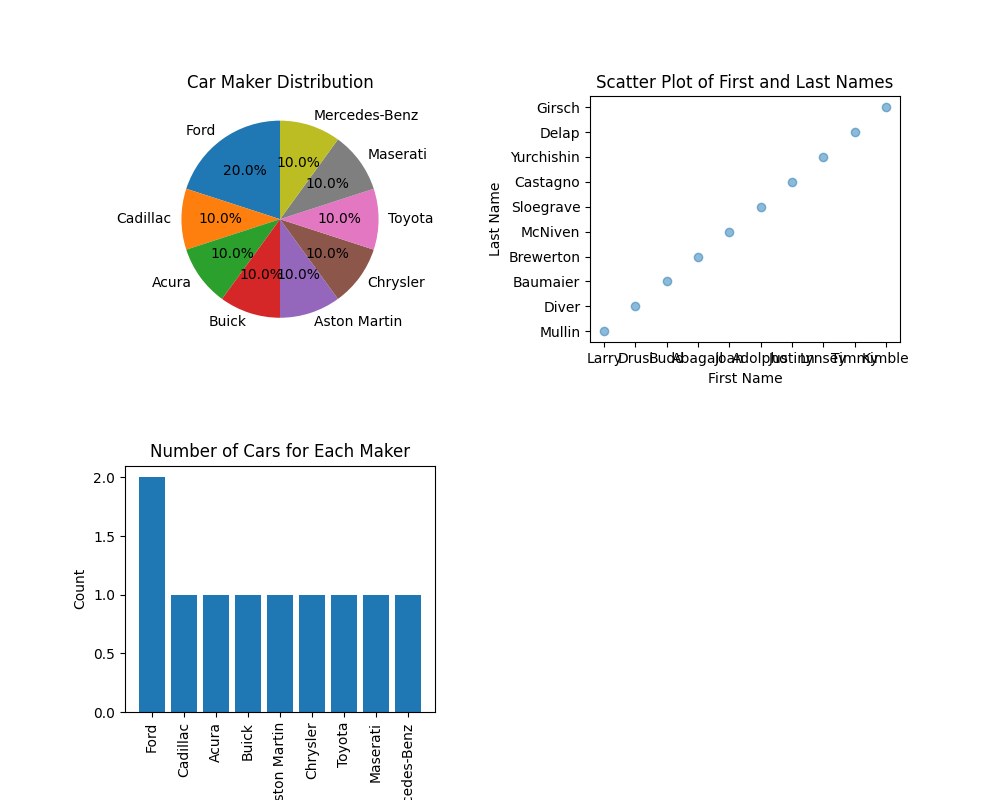 Car Maker Distribution
Ford
Cadillac
Acura
Buick
Aston Martin
Chrysler
Toyota
Maserati
Mercedes-Benz
20.0%
10.0%
10.0%
10.0%
10.0%
10.0%
10.0%
10.0%
10.0%
Scatter Plot of First and Last Names
Last Name
Girsch
Delap
Yurchishin
Castagno
Sloegrave
McNiven
Brewerton
Baumaier
Diver
Mullin
Larry Kimble
First Name
Number of Cars for Each Maker
Count
2.0
1.5
1.0
0.5
0.0
Ford
Cadillac
Acura
Buick
ston Martin
Chrysler
Toyota
Maserati
cedes-Benz